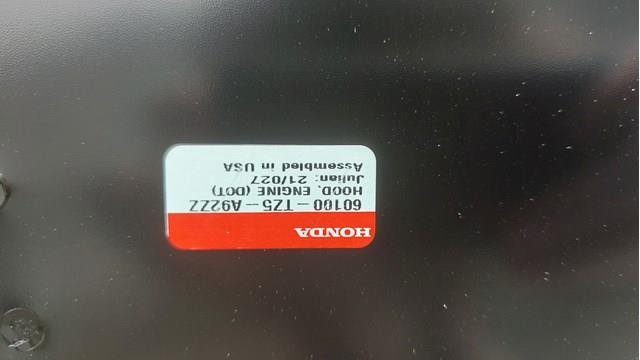 HONDA
60100 - TZ5 - A92ZZ
HOOD, ENGINE (DOT)
Julian: 21/027
Assembled in USA